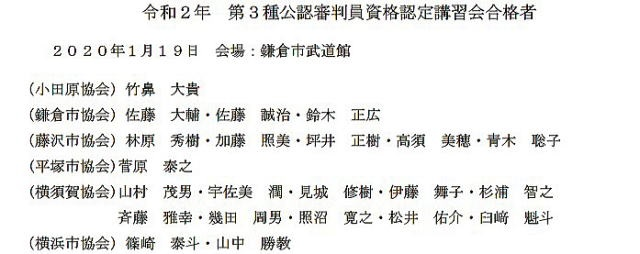 令和２年　第３種公認審判員資格認定講習会合格者
２０２０年１月１９日　会場：鎌倉市武道館
(小田原協会) 竹鼻　大貴
(鎌倉市協会) 佐藤　大輔・佐藤　誠治・鈴木　正広
(藤沢市協会) 林原　秀樹・加藤　照美・坪井　正樹・高須　美穂・青木　聡子
(平塚市協会) 菅原　泰之
(横須賀協会) 山村　茂男・宇佐美　潤・見城　修樹・伊藤　舞子・杉浦　智之
斉藤　雅幸・幾田　周男・照沼　寛之・松井　佑介・臼﨑　魁斗
(横浜市協会) 篠崎　泰斗・山中　勝敎